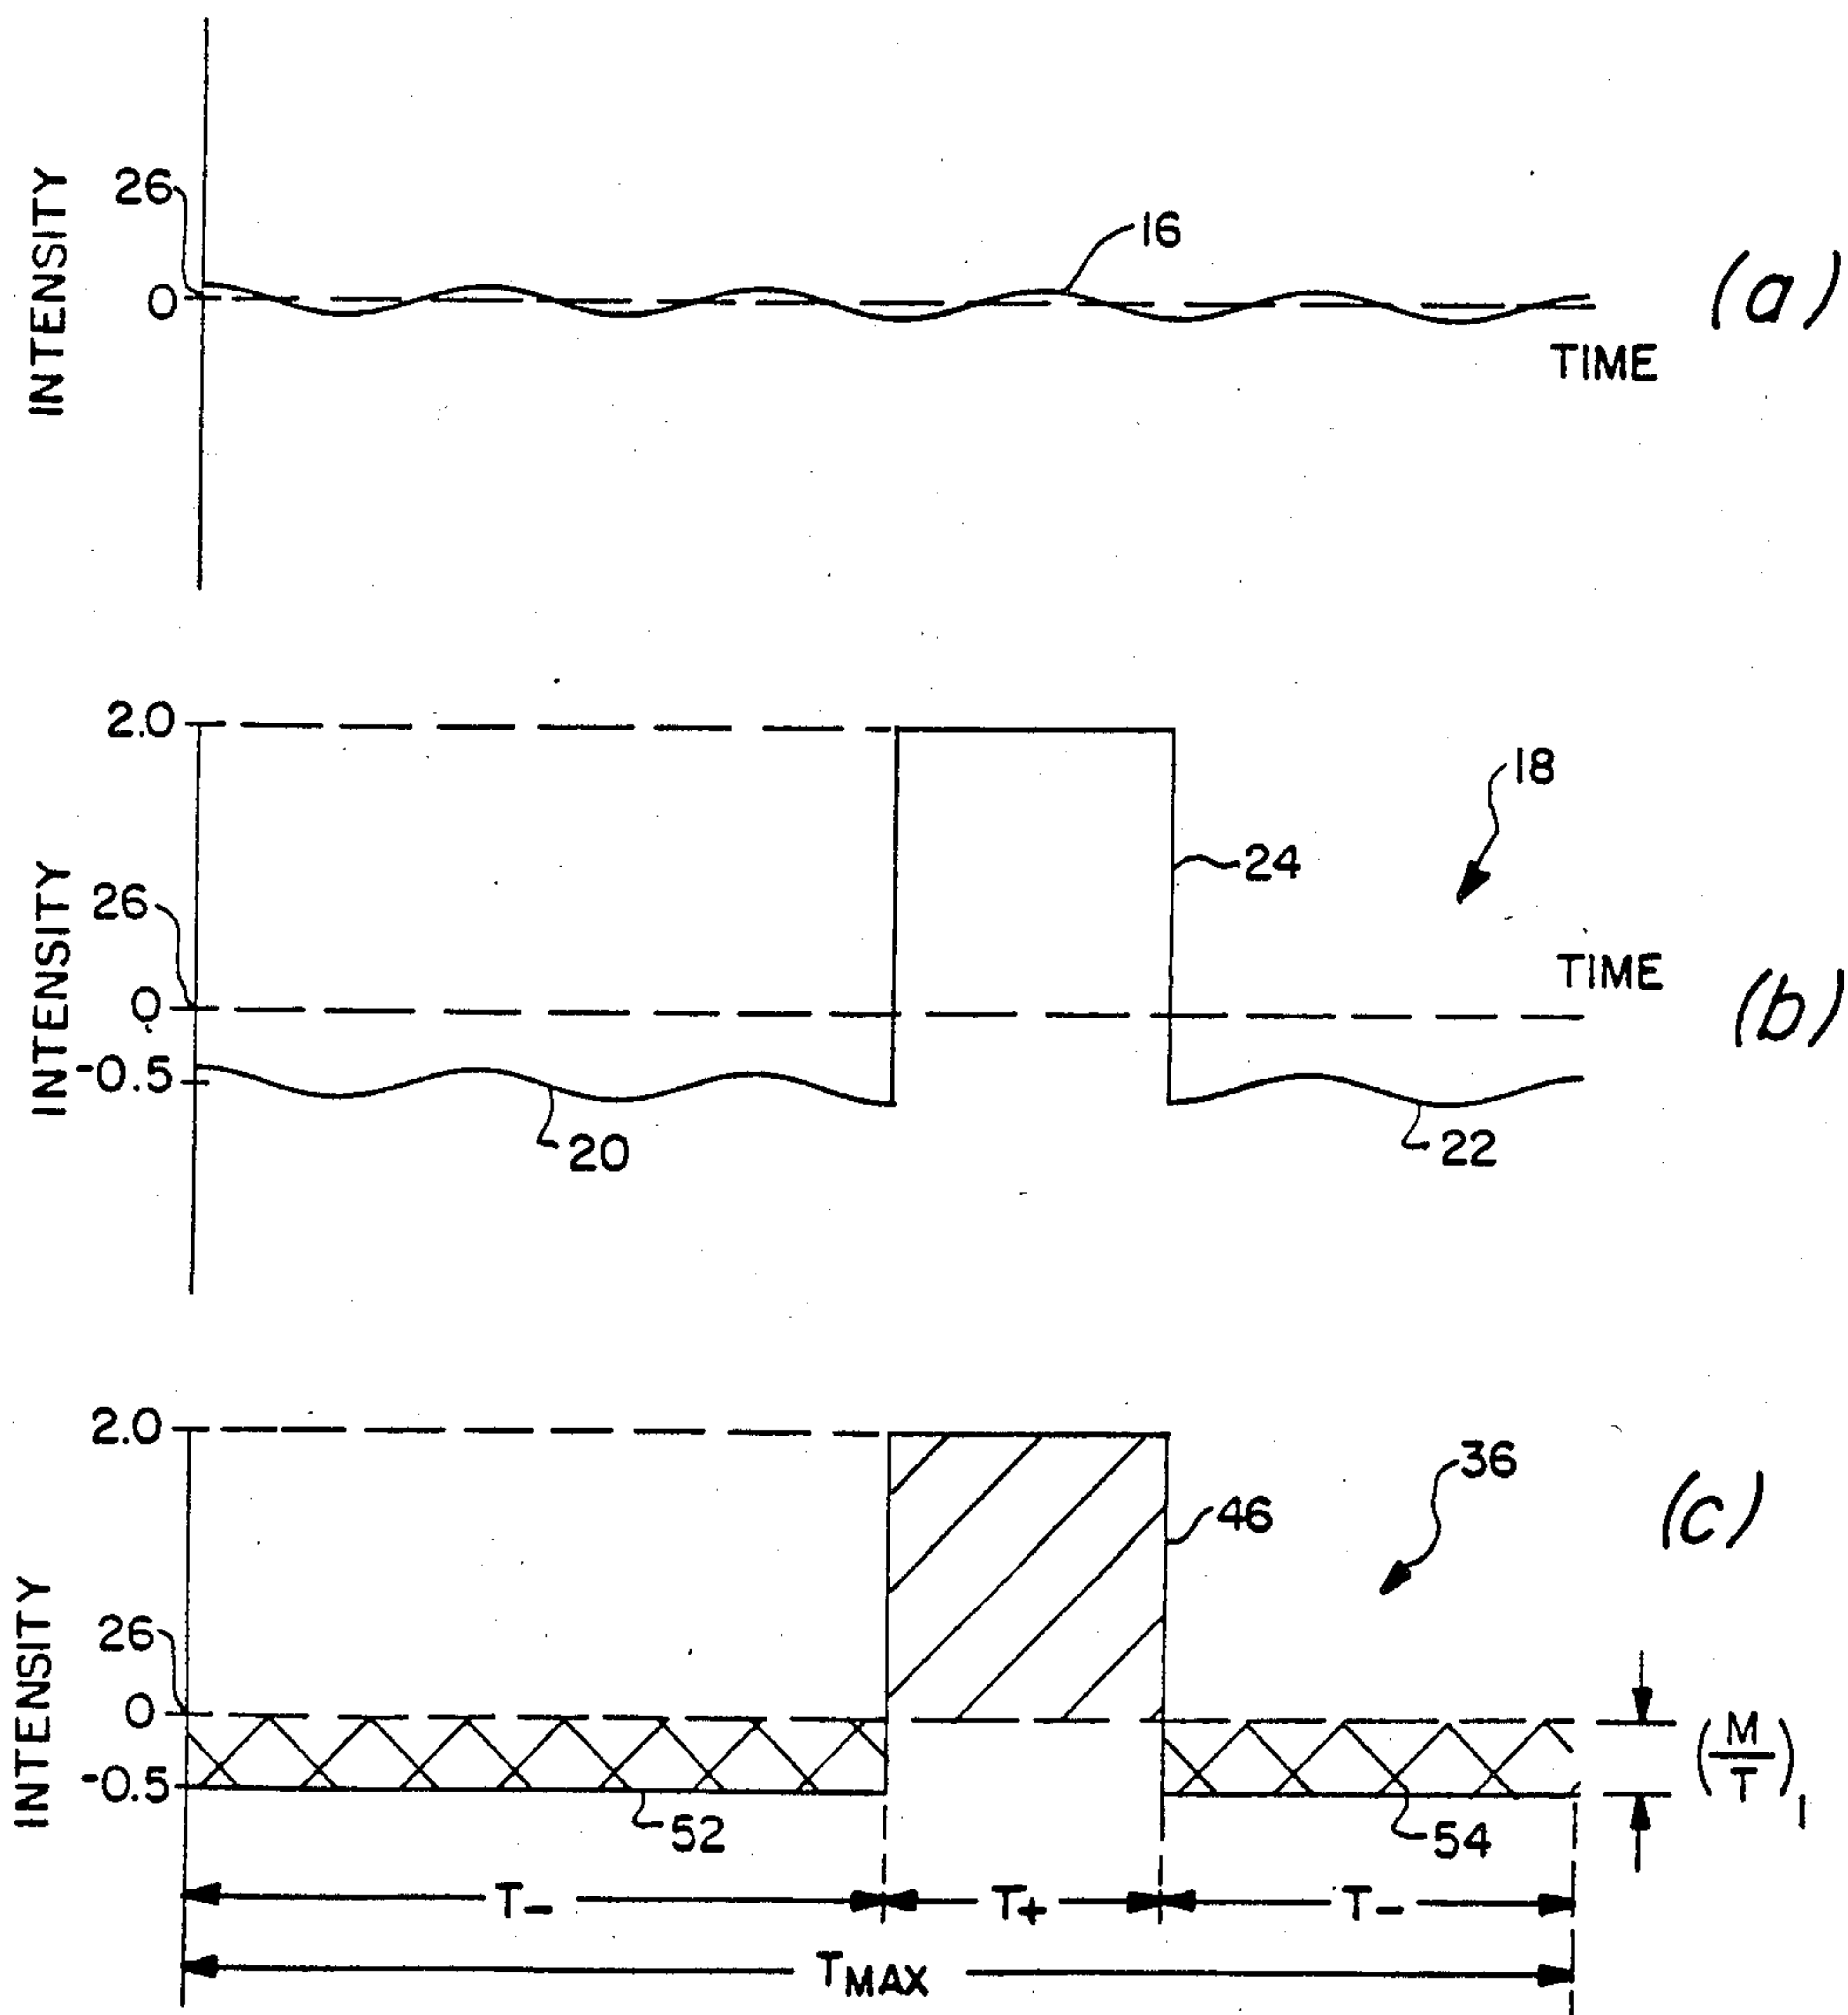 INTENSITY
26
0
16
TIME
(a)
2.0
18
24
INTENSITY
26
0
TIME
(b)
-0.5
20
22
2.0
36
46
(c)
INTENSITY
26
0
-0.5
52
54
(M/T)1
T- T+ T-
TMAX